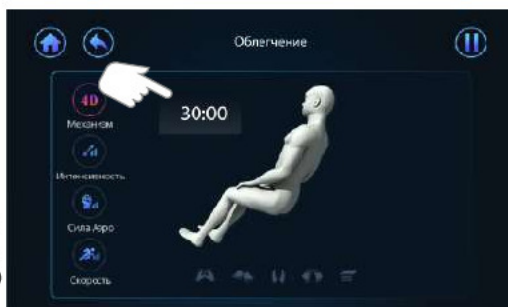 Облегчение
4D
30:00
Механизм
Интенсивность
Сила Аэро
Скорость
)